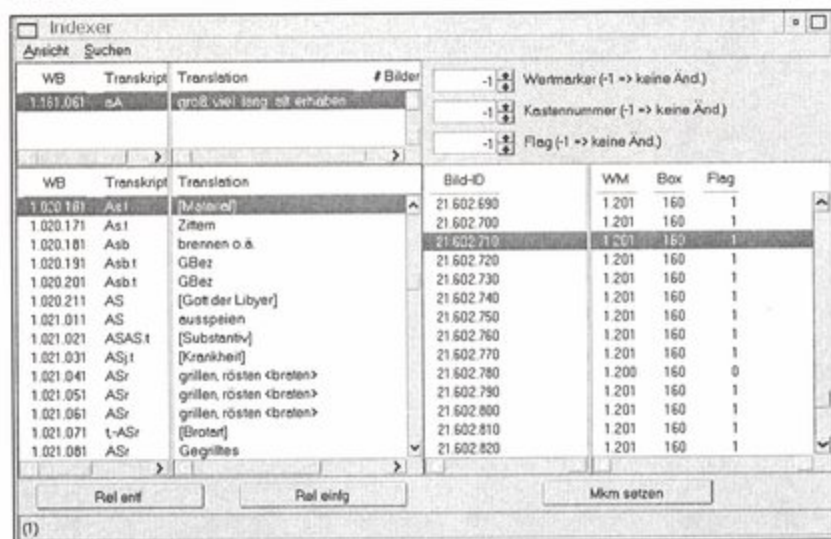 Indexer
Ansicht Suchen
WB Transkript Translation # Bilder
1.161.061 aA groß viel lang alt erhaben
-1 Wertmarker (-1 => keine Änd.)
-1 Kastennummer (-1 => keine Änd.)
-1 Flag (-1 => keine Änd.)
WB Transkript Translation
1.020.161 As.t [Material]
1.020.171 As.t Zittern
1.020.181 Asb brennen o.ä.
1.020.191 Asb.t GBez
1.020.201 Asb.t GBez
1.020.211 AS [Gott der Libyer]
1.021.011 AS ausspeien
1.021.021 ASAS.t [Substantiv]
1.021.031 ASj.t [Krankheit]
1.021.041 ASr grillen, rösten <braten>
1.021.051 ASr grillen, rösten <braten>
1.021.061 ASr grillen, rösten <braten>
1.021.071 t,-ASr [Brotart]
1.021.081 ASr Gegrilltes
Bild-ID WM Box Flag
21.602.690 1.201 160 1
21.602.700 1.201 160 1
21.602.710 1.201 160 1
21.602.720 1.201 160 1
21.602.730 1.201 160 1
21.602.740 1.201 160 1
21.602.750 1.201 160 1
21.602.760 1.201 160 1
21.602.770 1.201 160 1
21.602.780 1.200 160 0
21.602.790 1.201 160 1
21.602.800 1.201 160 1
21.602.810 1.201 160 1
21.602.820 1.201 160 1
Rel entf Rel einfg Mkm setzen
(1)